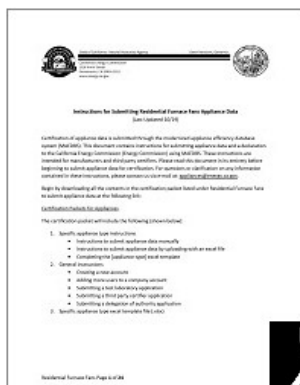 Instructions for Submitting Residential Furnace Fans Appliance Data
Certification of appliance data is submitted through the modernized appliance efficiency database
system (MAEDBS). This document contains instructions for submitting appliance data and a declaration
to the California Energy Commission (Energy Commission) using MAEDBS. These instructions are
intended for manufacturers and third party certifiers. Please read this document in its entirety before
beginning to submit appliance data for certification. For questions or clarification on any information
contained in these instructions, please contact us via e-mail at: appliances@energy.ca.gov.
Begin by downloading all the contents in the certification packet listed under Residential Furnace Fans
to submit appliance data at the following link:
Certification Packets for Appliances.
The certification packet will include the following (shown below):
1. Specific appliance type instructions
• Instructions to submit appliance data manually
• Instructions to submit appliance data by uploading with an excel file
• Completing the (appliance type) excel template
2. General instructions
• Creating a new account
• Adding more users to a company account
• Submitting a test laboratory application
• Submitting a third party certifier application
• Submitting a delegation of authority application
3. Specific appliance type excel template file (.xlsx)
Residential Furnace Fans Page